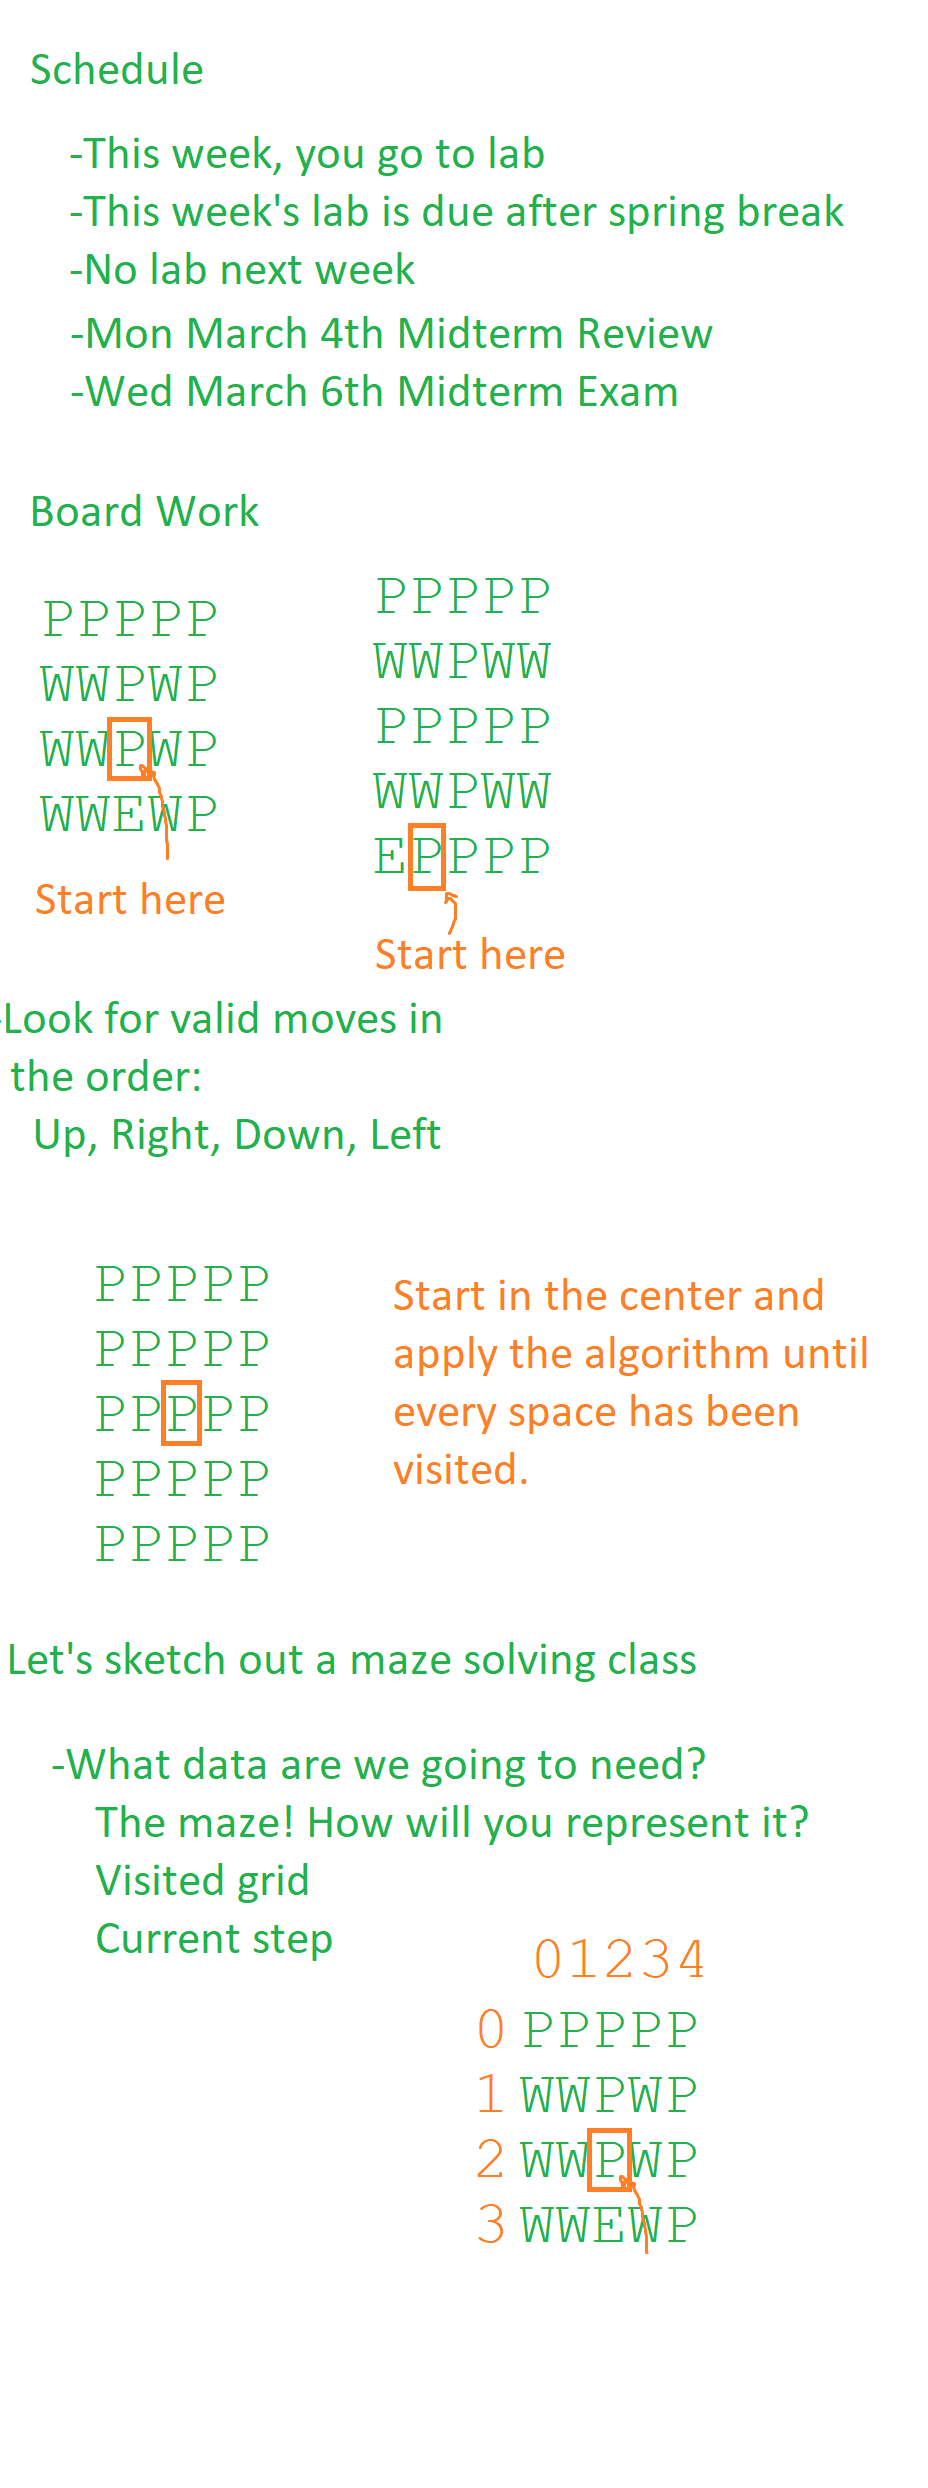 Schedule
-This week, you go to lab
-This week's lab is due after spring break
-No lab next week
-Mon March 4th Midterm Review
-Wed March 6th Midterm Exam
Board Work
PPPPP
WWPWP
WWPWP
WWEWP
Start here
PPPPP
WWPWW
PPPPP
WWPWW
EPPPP
Start here
-Look for valid moves in
the order:
Up, Right, Down, Left
PPPPP
PPPPP
PPPPP
PPPPP
PPPPP
Start in the center and
apply the algorithm until
every space has been
visited.
Let's sketch out a maze solving class
-What data are we going to need?
The maze! How will you represent it?
Visited grid
Current step
01234
0 PPPPP
1 WWPWP
2 WWPWP
3 WWEWP